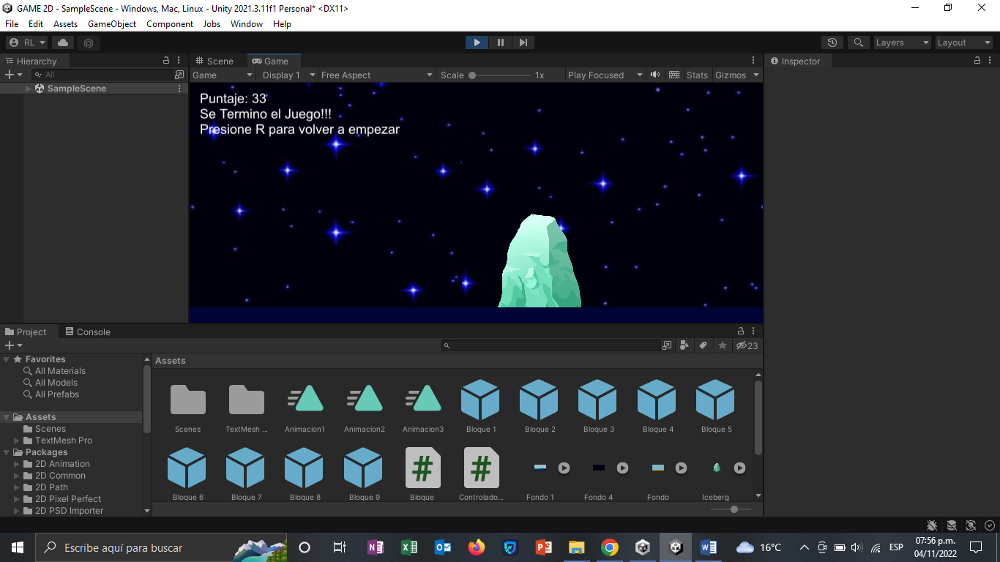 GAME 2D - SampleScene - Windows, Mac, Linux - Unity 2021.3.11f1 Personal* <DX11>
File Edit Assets GameObject Component Jobs Window Help
RL Layers Layout
Hierarchy
All
SampleScene
Scene Game
Game Display 1 Free Aspect Scale 1x Play Focused Stats Gizmos
Puntaje: 33
Se Termino el Juego!!!
Presione R para volver a empezar
Inspector
Project Console
23
Favorites
All Materials
All Models
All Prefabs
Assets
Scenes
TextMesh Pro
Packages
2D Animation
2D Common
2D Path
2D Pixel Perfect
2D PSD Importer
Assets
Scenes TextMesh ... Animacion1 Animacion2 Animacion3 Bloque 1 Bloque 2 Bloque 3 Bloque 4 Bloque 5
Bloque 6 Bloque 7 Bloque 8 Bloque 9 Bloque Controlado... Fondo 1 Fondo 4 Fondo Iceberg
Escribe aquí para buscar
16°C
ESP
07:56 p.m.
04/11/2022